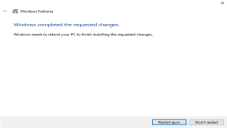 Windows Features
Windows completed the requested changes.
Windows needs to reboot your PC to finish installing the requested changes.
Restart now
Don't restart